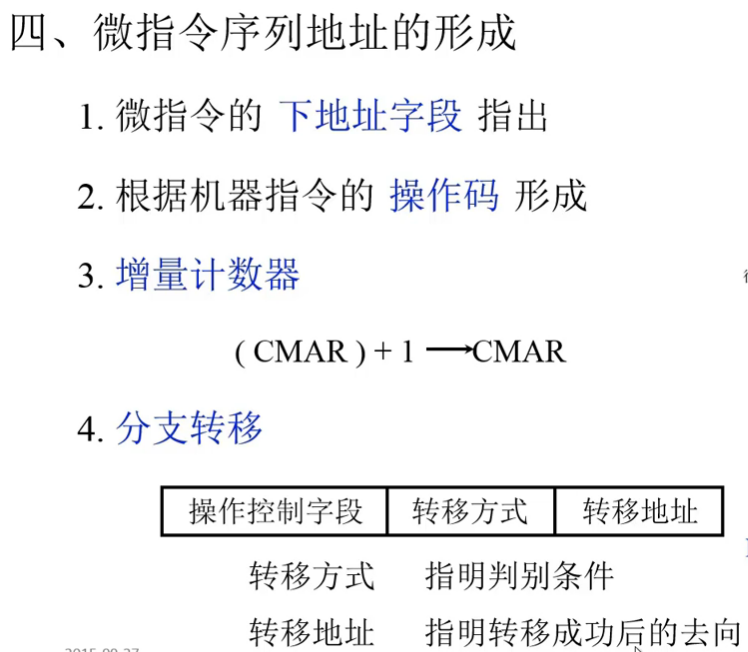 四、微指令序列地址的形成
1. 微指令的 下地址字段 指出
2. 根据机器指令的 操作码 形成
3. 增量计数器
( CMAR ) + 1 ⟶CMAR
4. 分支转移
操作控制字段 转移方式 转移地址
转移方式 指明判别条件
转移地址 指明转移成功后的去向